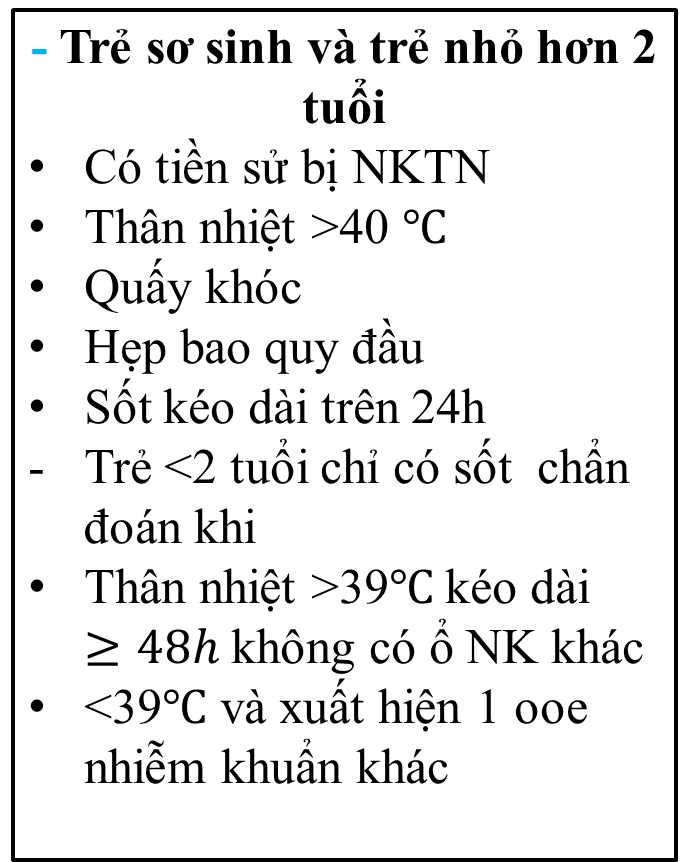 - Trẻ sơ sinh và trẻ nhỏ hơn 2
tuổi
• Có tiền sử bị NKTN
• Thân nhiệt >40 ℃
• Quấy khóc
• Hẹp bao quy đầu
• Sốt kéo dài trên 24h
- Trẻ <2 tuổi chỉ có sốt chẩn
đoán khi
• Thân nhiệt >39℃ kéo dài
≥ 48h không có ổ NK khác
• <39℃ và xuất hiện 1 ooe
nhiễm khuẩn khác